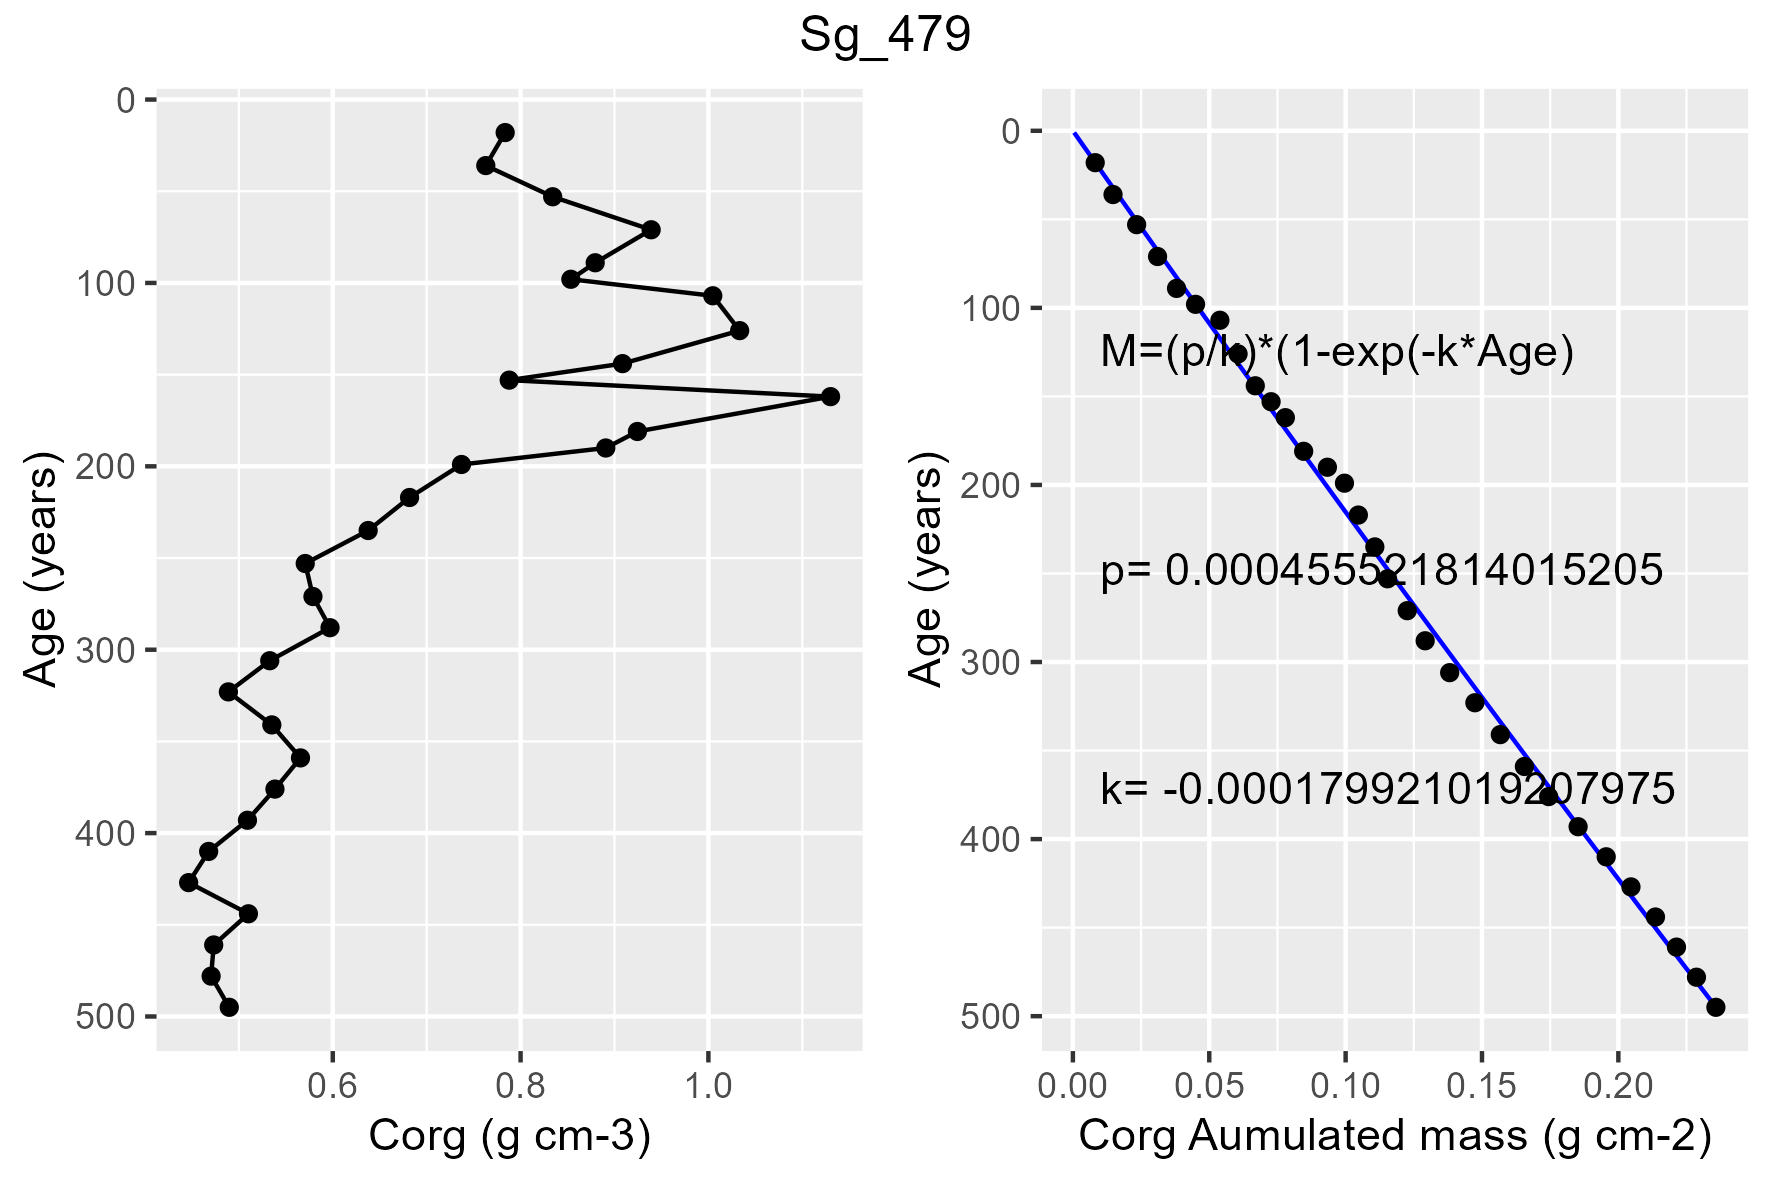 Sg_479
0
100
200
300
400
500
Age (years)
0.6 0.8 1.0
Corg (g cm-3)
0
100
200
300
400
500
Age (years)
M=(p/k)*(1-exp(-k*Age)
p= 0.000455521814015205
k= -0.000179921019207975
0.00 0.05 0.10 0.15 0.20
Corg Aumulated mass (g cm-2)